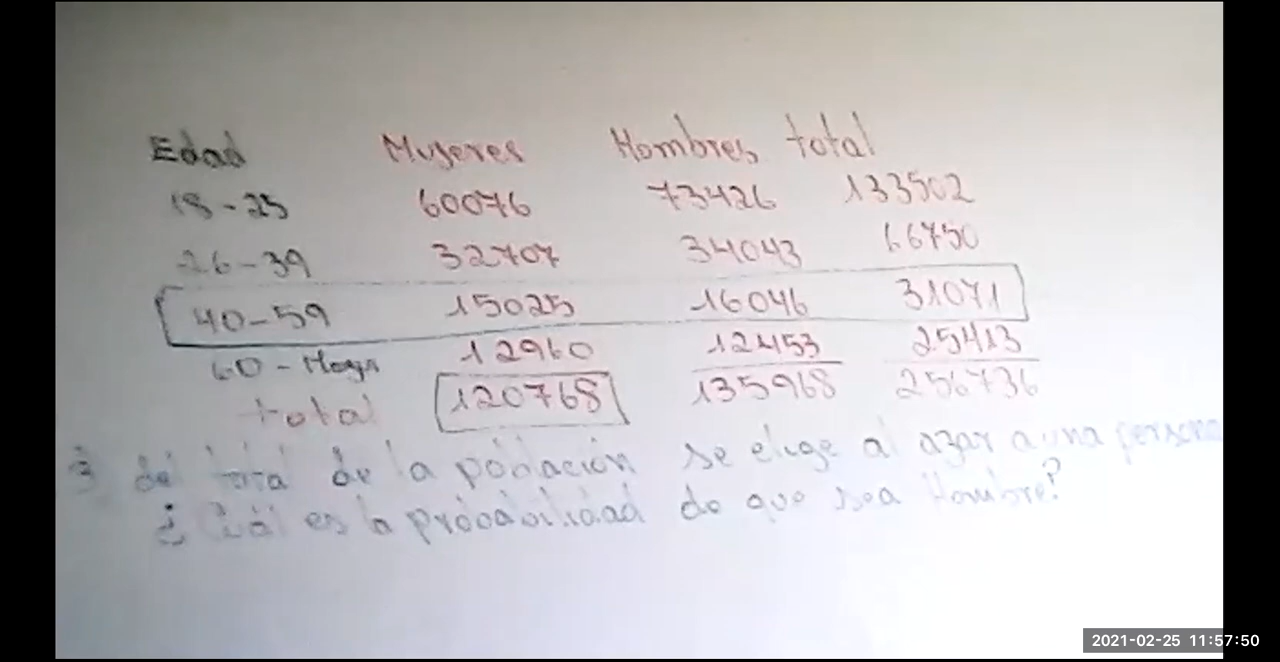 Edad Mujeres Hombres total
18-25 60076 73426 133502
26-39 32707 34043 66750
40-59 15025 16046 31071
60- 12960 12453 25413
total 120768 135968 256736
3 del total de la población se elige al azar a una persona
¿Cuál es la probabilidad de que sea Hombre?
2021-02-25 11:57:50